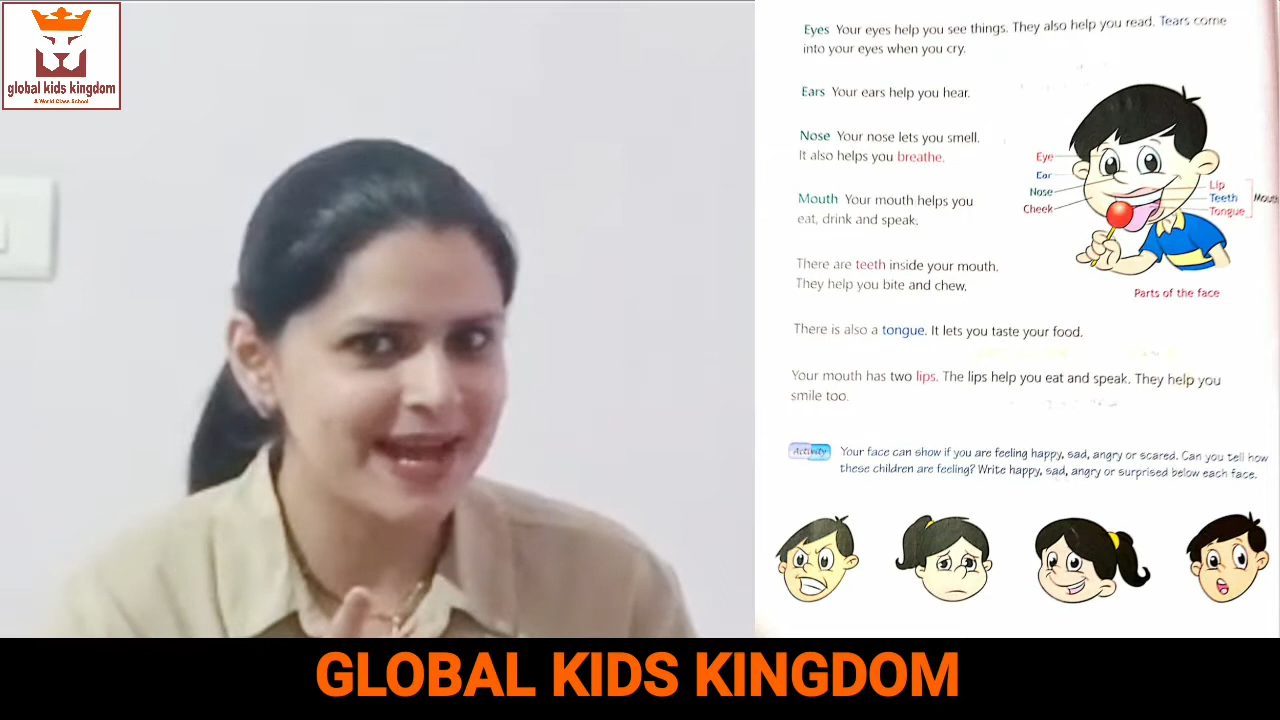 global kids kingdom
A World Class School
Eyes Your eyes help you see things. They also help you read. Tears come
into your eyes when you cry.
Ears Your ears help you hear.
Nose Your nose lets you smell.
It also helps you breathe.
Mouth Your mouth helps you
eat, drink and speak.
There are teeth inside your mouth.
They help you bite and chew.
Eye
Ear
Nose
Cheek
Lip
Teeth
Tongue
Mouth
Parts of the face
There is also a tongue. It lets you taste your food.
Your mouth has two lips. The lips help you eat and speak. They help you
smile too.
Activity Your face can show if you are feeling happy, sad, angry or scared. Can you tell how
these children are feeling? Write happy, sad, angry or surprised below each face.
GLOBAL KIDS KINGDOM